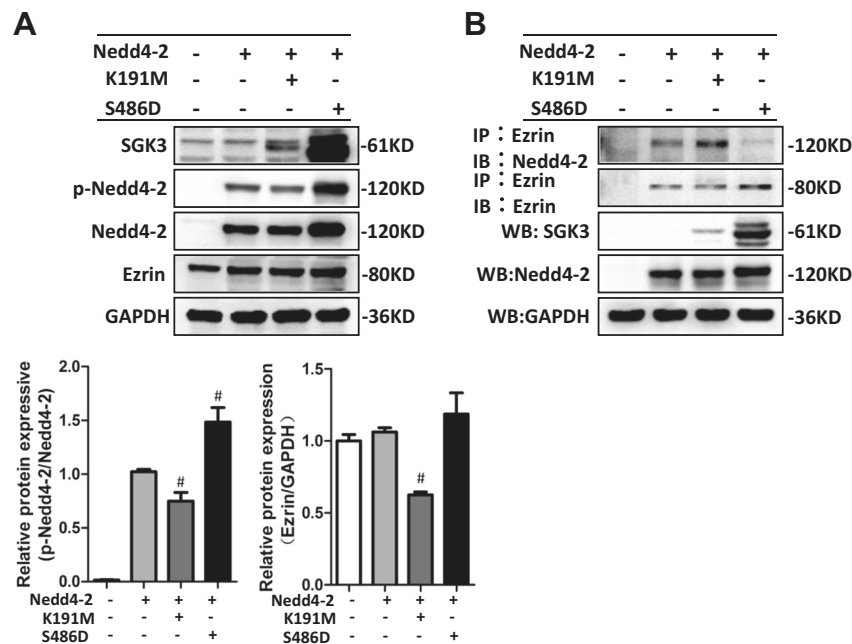 A
Nedd4-2 - + + +
K191M - - + -
S486D - - - +
SGK3 -61KD
p-Nedd4-2 -120KD
Nedd4-2 -120KD
Ezrin -80KD
GAPDH -36KD
B
Nedd4-2 - + + +
K191M - - + -
S486D - - - +
IP：Ezrin
IB：Nedd4-2 -120KD
IP：Ezrin
IB：Ezrin -80KD
WB: SGK3 -61KD
WB:Nedd4-2 -120KD
WB:GAPDH -36KD
Relative protein expressive
(p-Nedd4-2/Nedd4-2)
2.0
1.5
1.0
0.5
0.0
# #
Nedd4-2 - + + +
K191M - - + -
S486D - - - +
Relative protein expression
（Ezrin/GAPDH）
1.5
1.0
0.5
0.0
#
Nedd4-2 - + + +
K191M - - + -
S486D - - - +